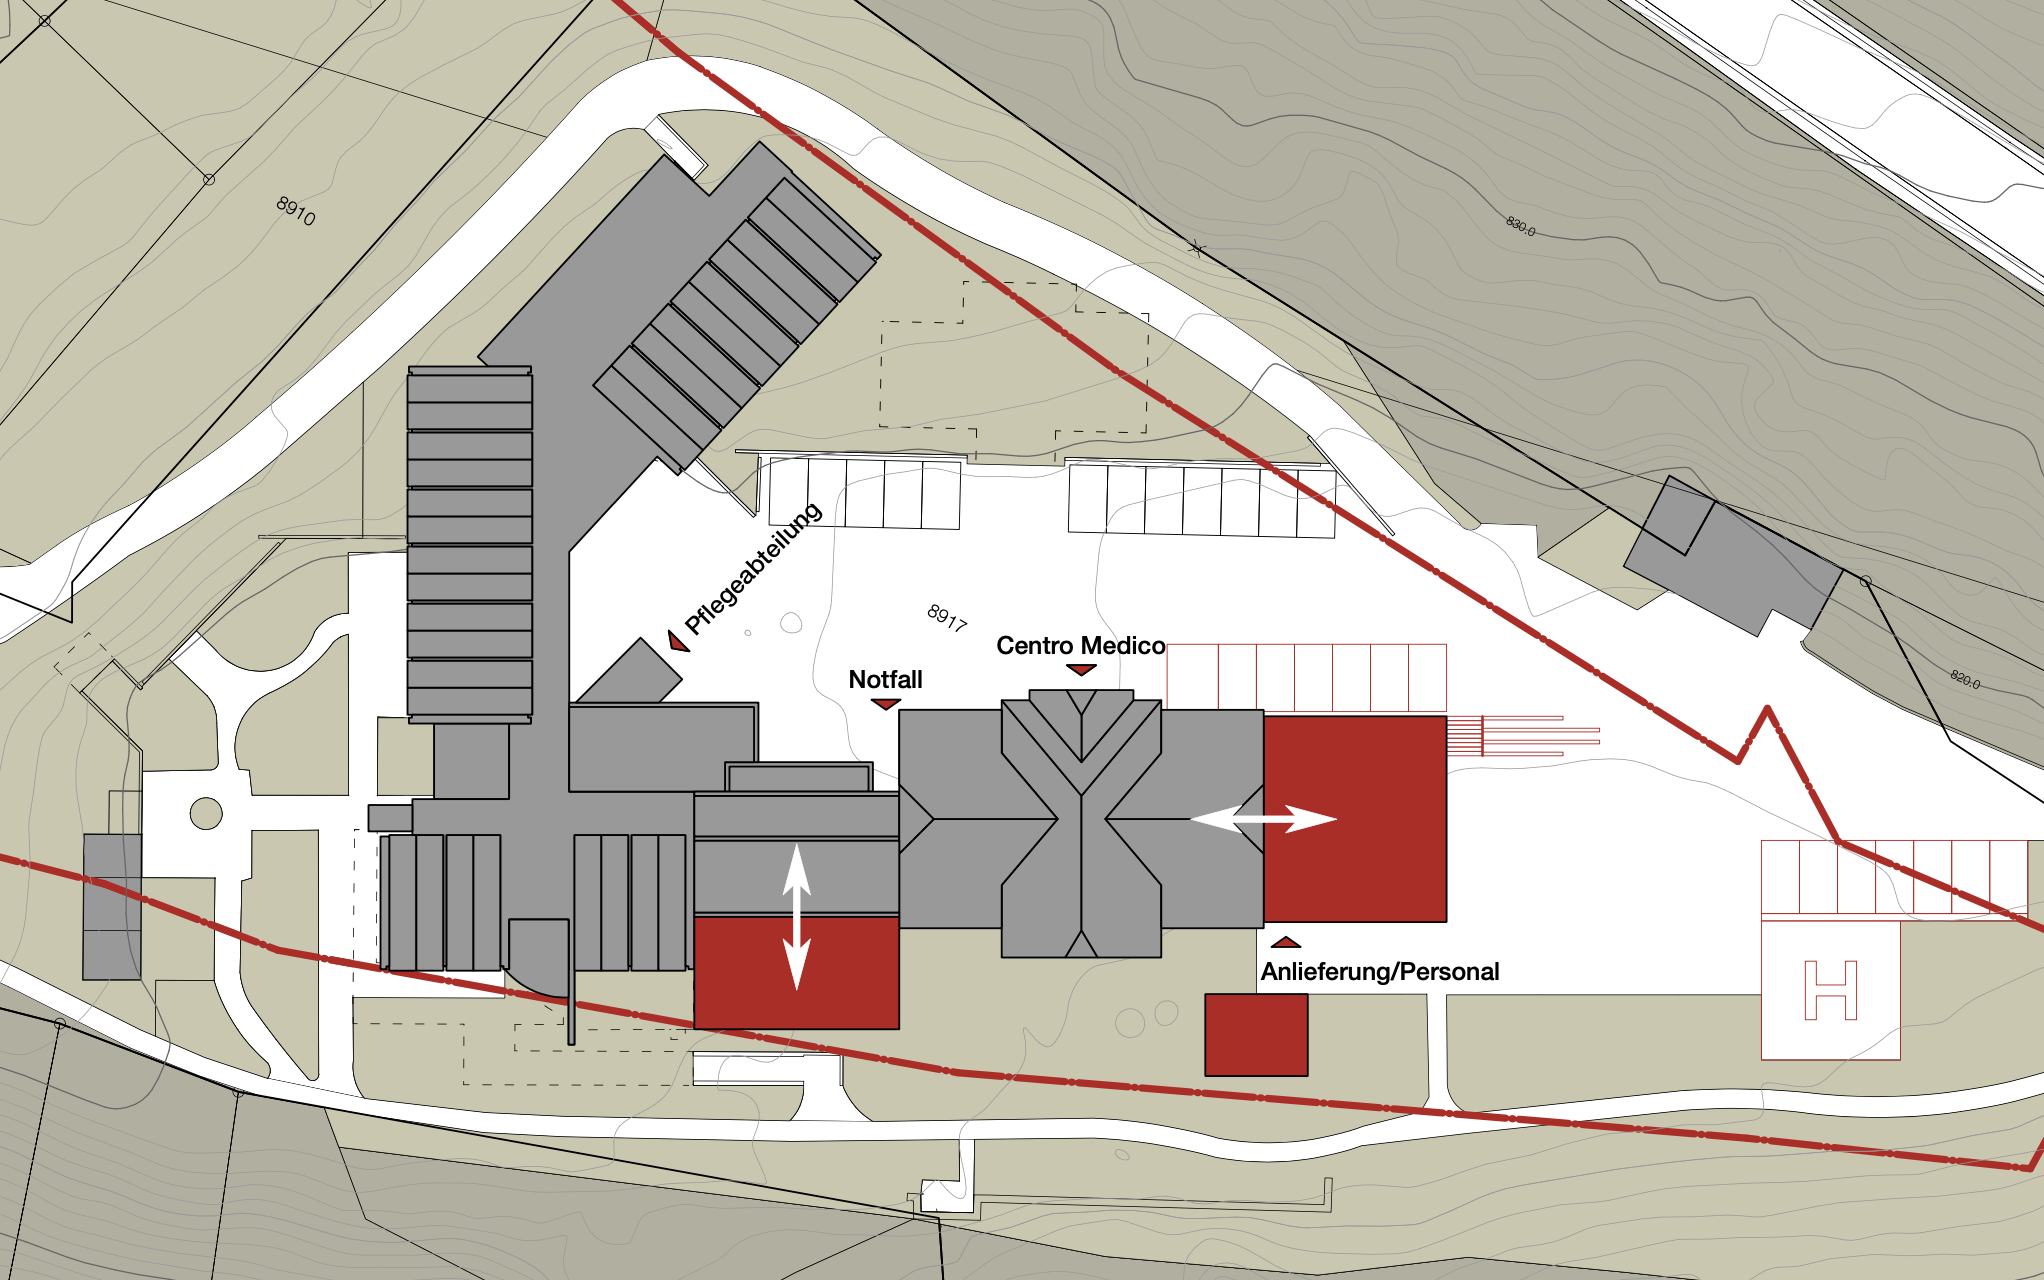 8910
830.0
Pflegeabteilung
8917
Centro Medico
Notfall
820.0
Anlieferung/Personal
H